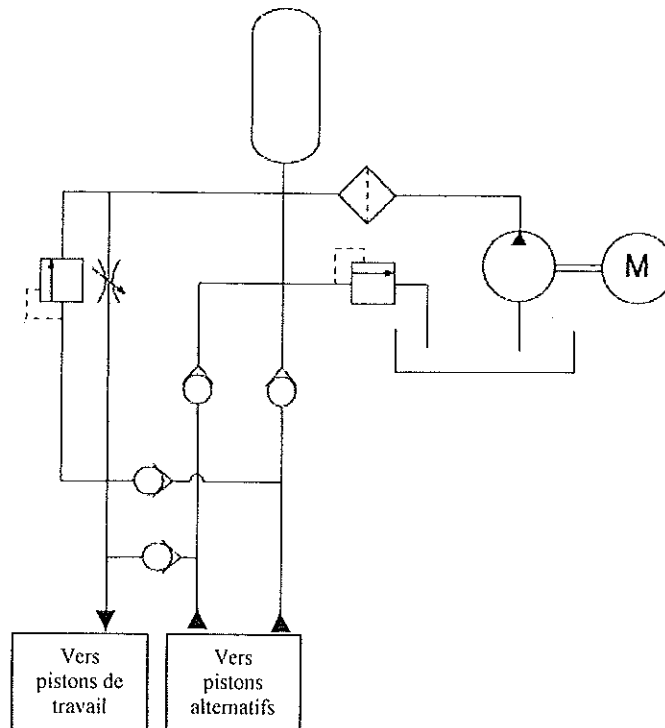 M
Vers
pistons de
travail
Vers
pistons
alternatifs